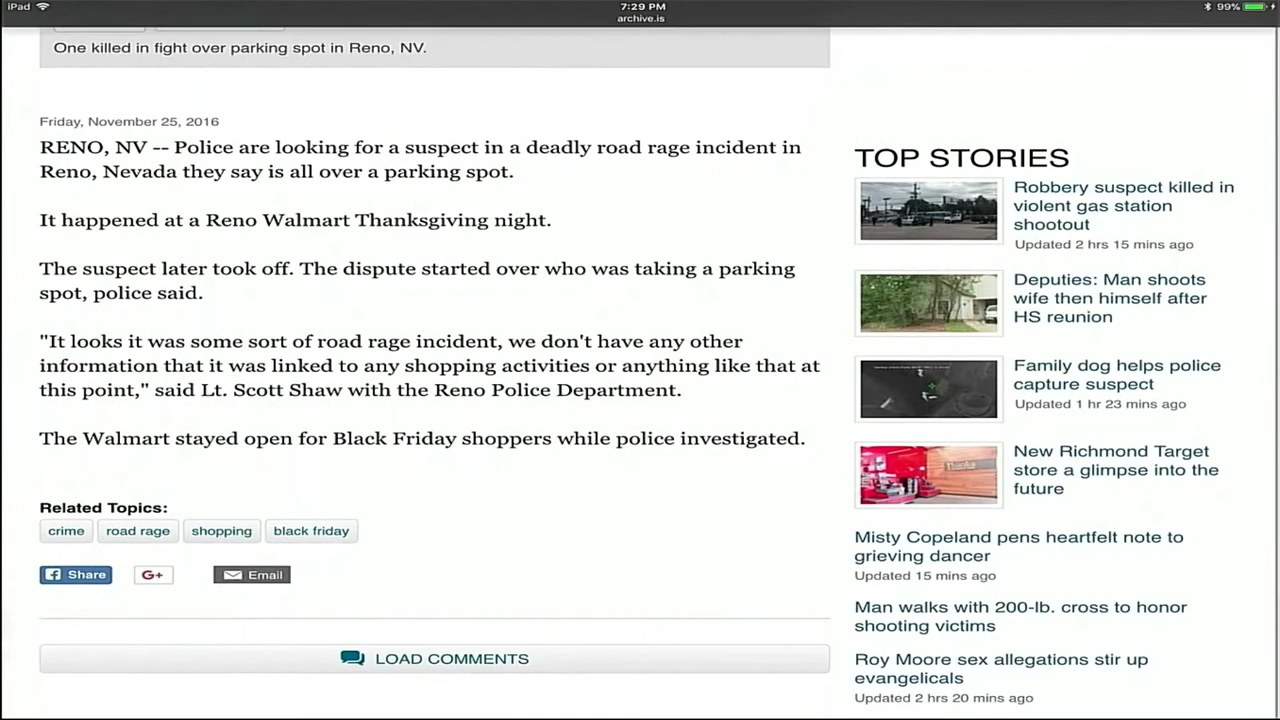 iPad
7:29 PM
99%
archive.is
One killed in fight over parking spot in Reno, NV.
Friday, November 25, 2016
RENO, NV -- Police are looking for a suspect in a deadly road rage incident in
Reno, Nevada they say is all over a parking spot.
It happened at a Reno Walmart Thanksgiving night.
The suspect later took off. The dispute started over who was taking a parking
spot, police said.
"It looks it was some sort of road rage incident, we don't have any other
information that it was linked to any shopping activities or anything like that at
this point," said Lt. Scott Shaw with the Reno Police Department.
The Walmart stayed open for Black Friday shoppers while police investigated.
Related Topics:
crime road rage shopping black friday
Share G+ Email
LOAD COMMENTS
TOP STORIES
Robbery suspect killed in
violent gas station
shootout
Updated 2 hrs 15 mins ago
Deputies: Man shoots
wife then himself after
HS reunion
Family dog helps police
capture suspect
Updated 1 hr 23 mins ago
New Richmond Target
store a glimpse into the
future
Misty Copeland pens heartfelt note to
grieving dancer
Updated 15 mins ago
Man walks with 200-lb. cross to honor
shooting victims
Roy Moore sex allegations stir up
evangelicals
Updated 2 hrs 20 mins ago